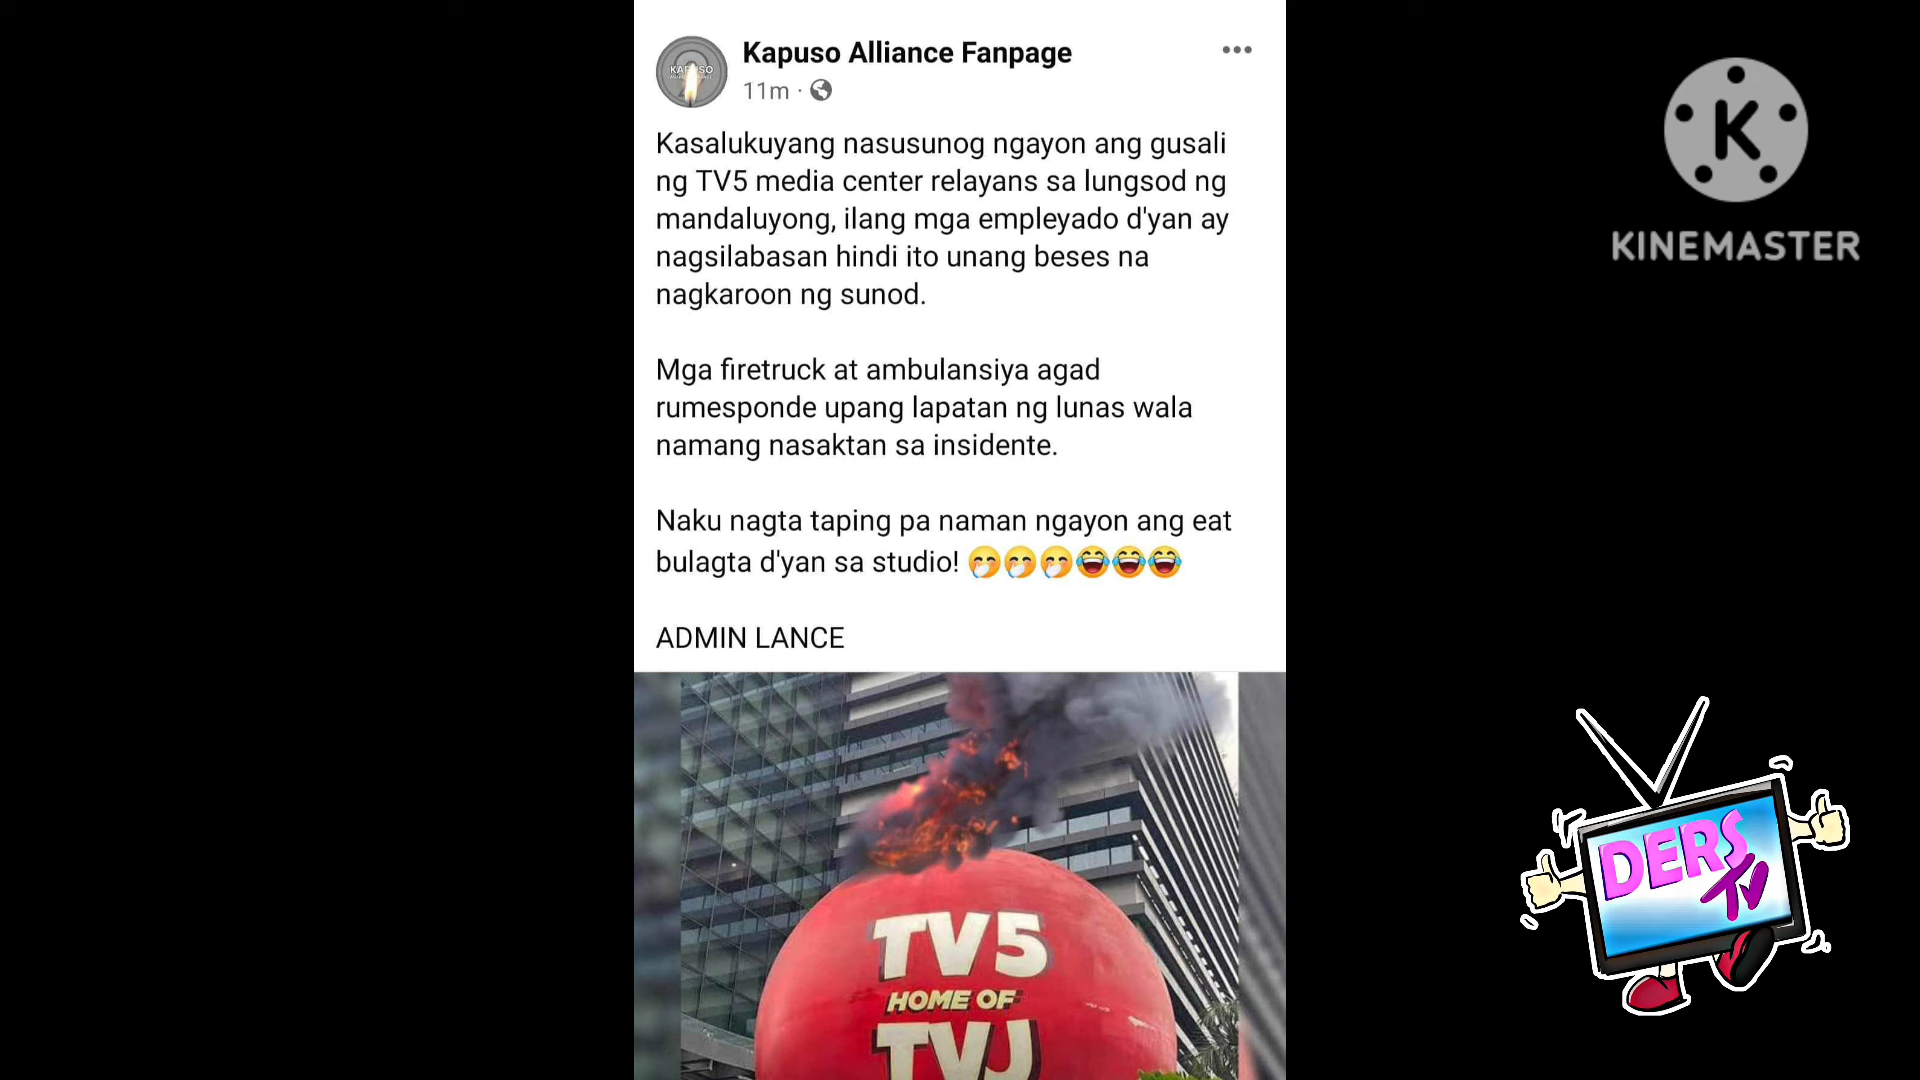 Kapuso Alliance Fanpage
11m ·
Kasalukuyang nasusunog ngayon ang gusali
ng TV5 media center relayans sa lungsod ng
mandaluyong, ilang mga empleyado d'yan ay
nagsilabasan hindi ito unang beses na
nagkaroon ng sunod.
Mga firetruck at ambulansiya agad
rumesponde upang lapatan ng lunas wala
namang nasaktan sa insidente.
Naku nagta taping pa naman ngayon ang eat
bulagta d'yan sa studio! 🤭🤭🤭😂😂😂
ADMIN LANCE
TV5
HOME OF
TVJ
K
KINEMASTER
DERS
TV